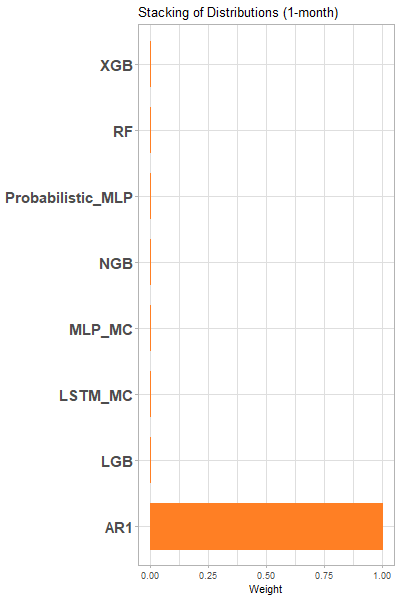 Stacking of Distributions (1-month)
XGB
RF
Probabilistic_MLP
NGB
MLP_MC
LSTM_MC
LGB
AR1
0.00 0.25 0.50 0.75 1.00
Weight